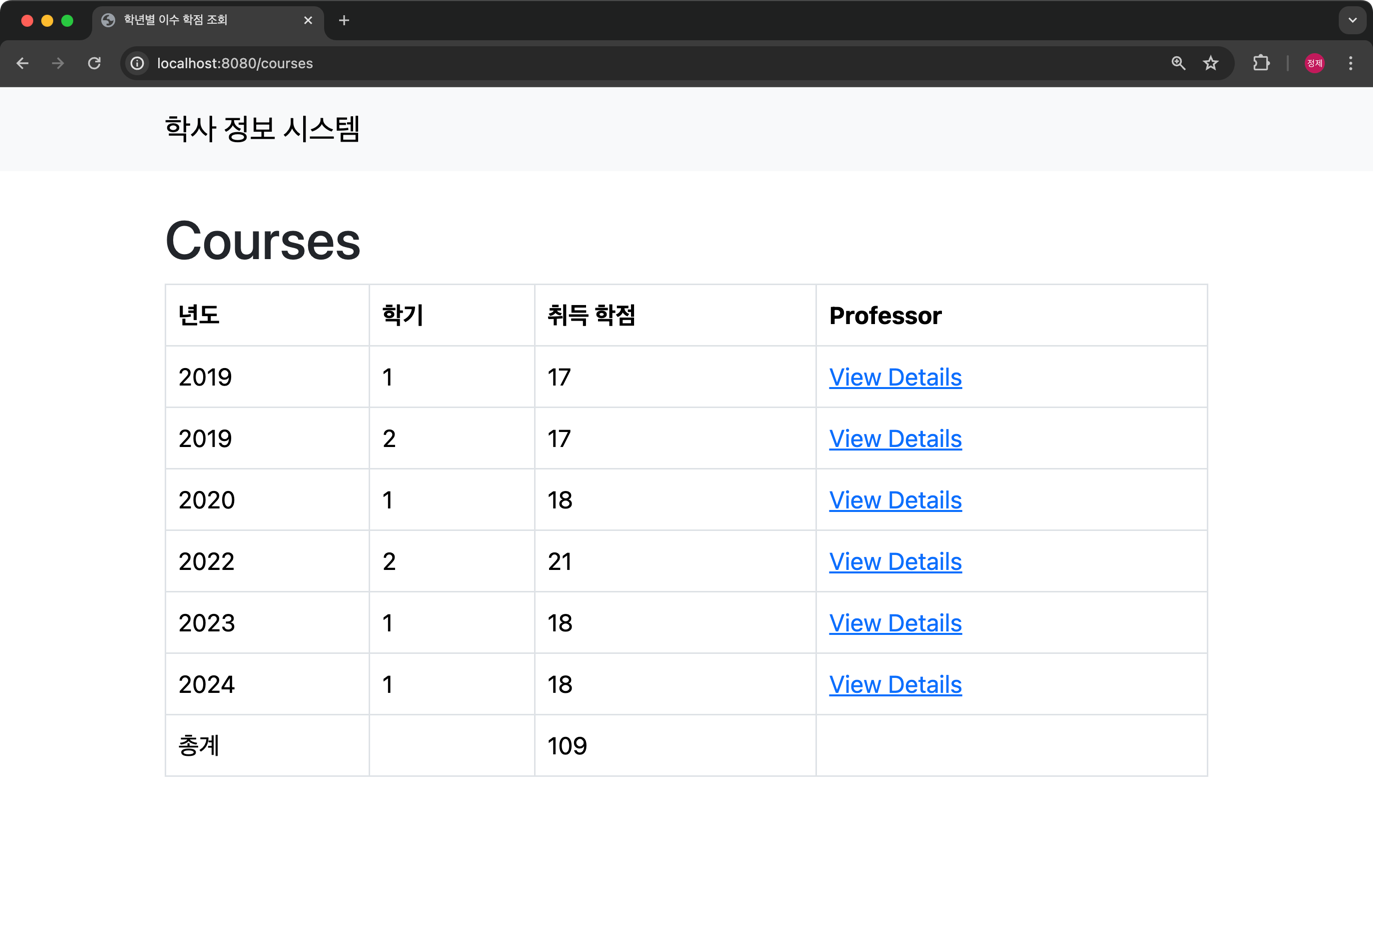 학년별 이수 학점 조회
localhost:8080/courses
정제
학사 정보 시스템
Courses
년도 학기 취득 학점 Professor
2019 1 17 View Details
2019 2 17 View Details
2020 1 18 View Details
2022 2 21 View Details
2023 1 18 View Details
2024 1 18 View Details
총계 109